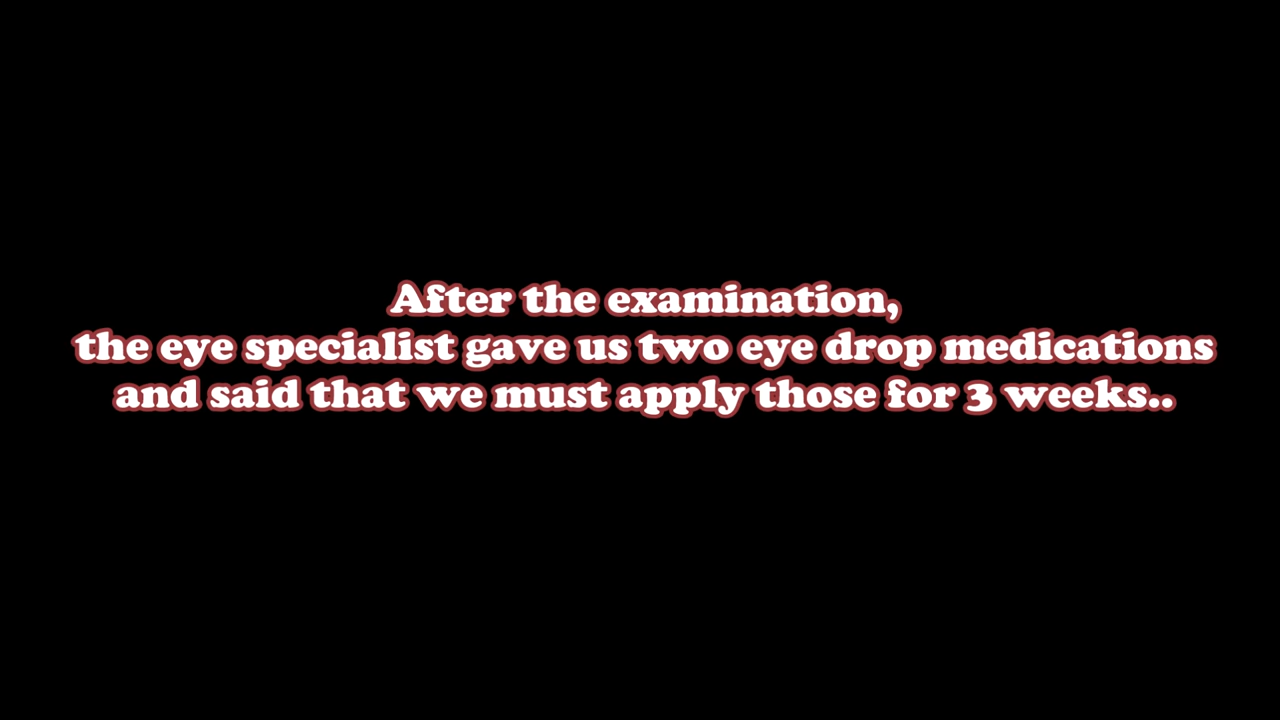 After the examination,
the eye specialist gave us two eye drop medications
and said that we must apply those for 3 weeks..